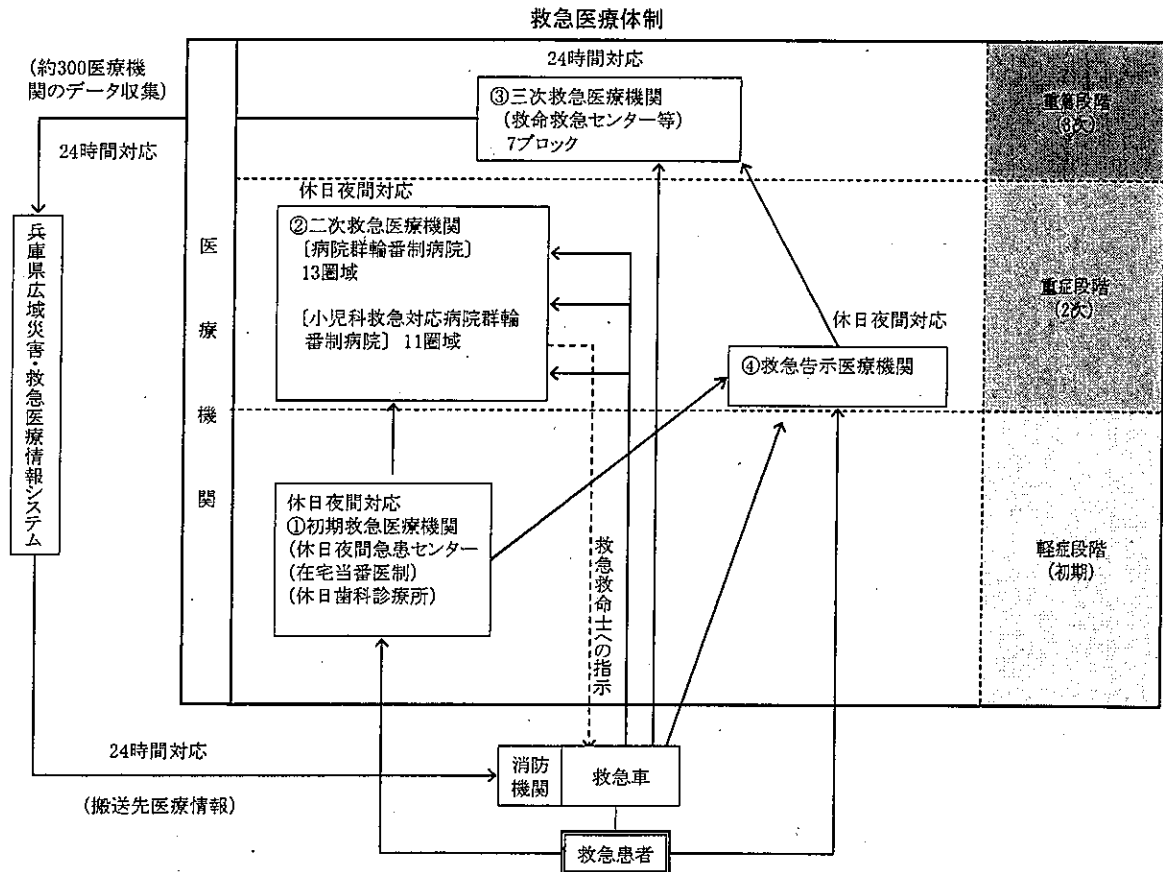 救急医療体制
(約300医療機
関のデータ収集)
24時間対応
兵庫県広域災害・救急医療情報システム
医療機関
24時間対応
③三次救急医療機関
(救命救急センター等)
7ブロック
重篤段階
(3次)
休日夜間対応
②二次救急医療機関
[病院群輪番制病院]
13圏域
[小児科救急対応病院群輪
番制病院] 11圏域
休日夜間対応
④救急告示医療機関
重症段階
(2次)
休日夜間対応
①初期救急医療機関
(休日夜間急患センター
(在宅当番医制)
(休日歯科診療所)
救急救命士への指示
軽症段階
(初期)
24時間対応
(搬送先医療情報)
消防
機関
救急車
救急患者